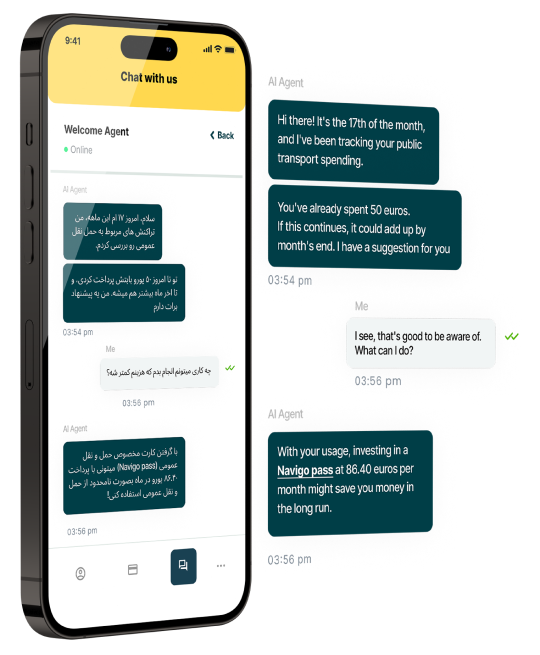 9:41
Chat with us
Welcome Agent
Back
Online
AI Agent
سلام، امروز ۱۷ ام این ماهه، من
تراکنش های مربوط به حمل نقل
عمومی رو بررسی کردم.
تو تا امروز ۵۰ یورو بابتش پرداخت کردی. و
تا اخر ماه بیشتر هم میشه. من یه پیشنهاد
برات دارم
03:54 pm
Me
چه کاری میتونم انجام بدم که هزینم کمتر شه؟
03:56 pm
AI Agent
با گرفتن کارت مخصوص حمل و نقل
عمومی (Navigo pass) میتونی با پرداخت
۸۶.۴۰ یورو در ماه بصورت نامحدود از حمل
و نقل عمومی استفاده کنی!
03:56 pm
AI Agent
Hi there! It's the 17th of the month,
and I've been tracking your public
transport spending.
You've already spent 50 euros.
If this continues, it could add up by
month's end. I have a suggestion for you
03:54 pm
Me
I see, that's good to be aware of.
What can I do?
03:56 pm
AI Agent
With your usage, investing in a
Navigo pass at 86.40 euros per
month might save you money in
the long run.
03:56 pm